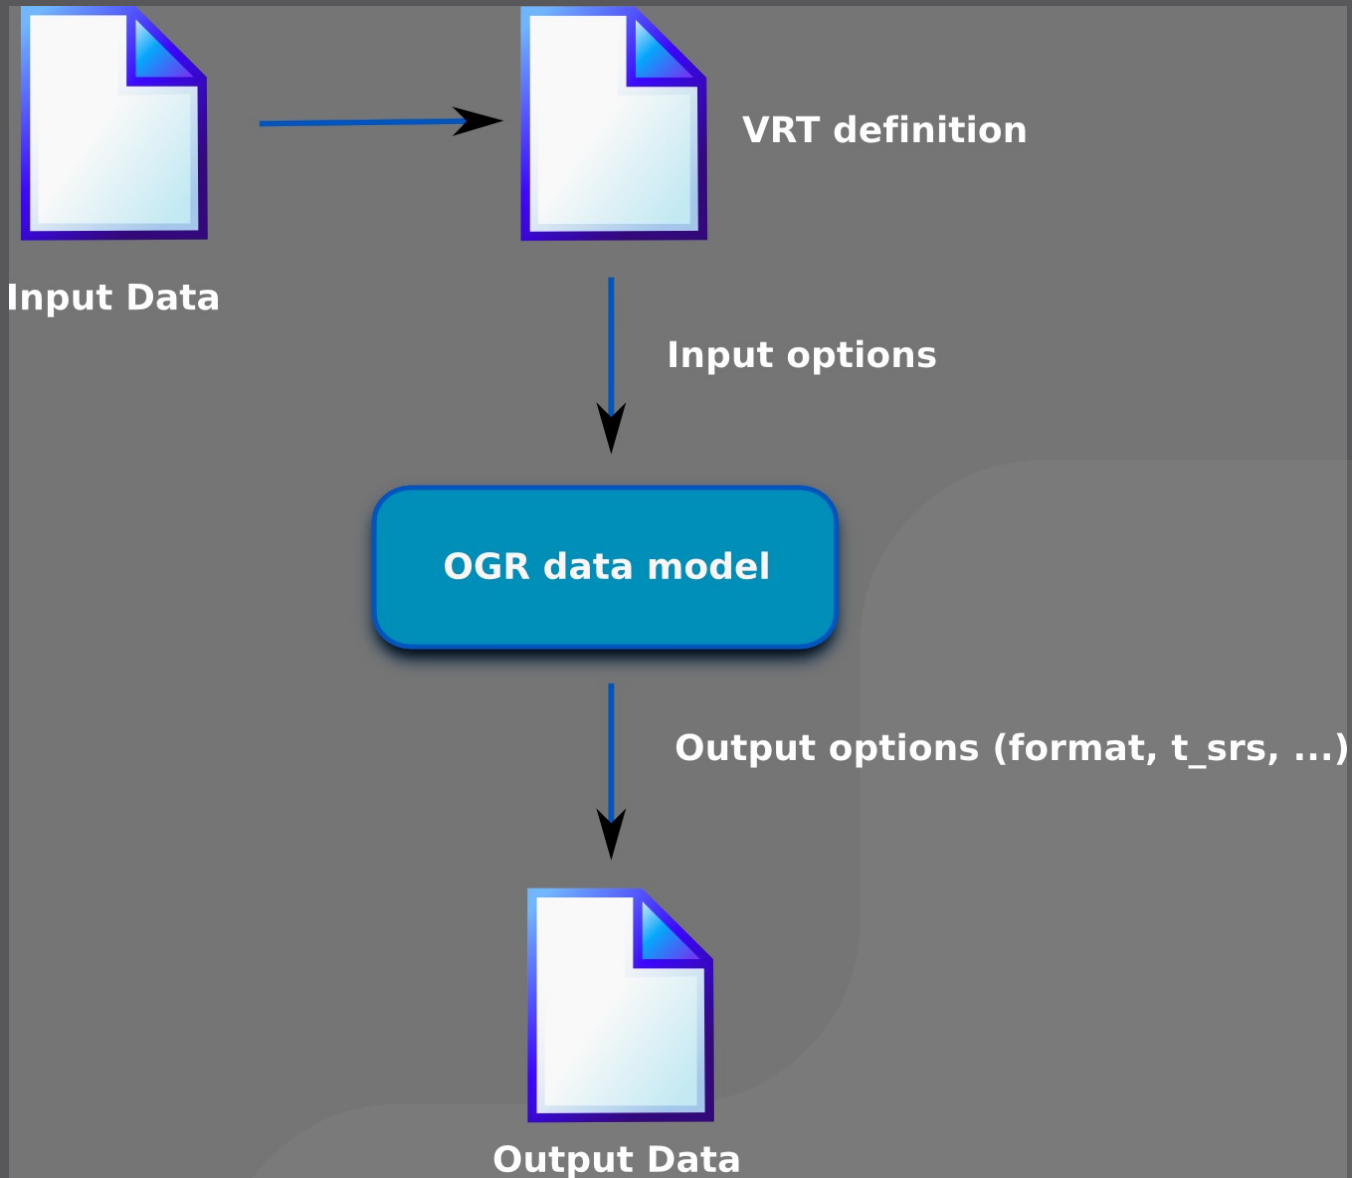 VRT definition
Input Data
Input options
OGR data model
Output options (format, t_srs, ...)
Output Data